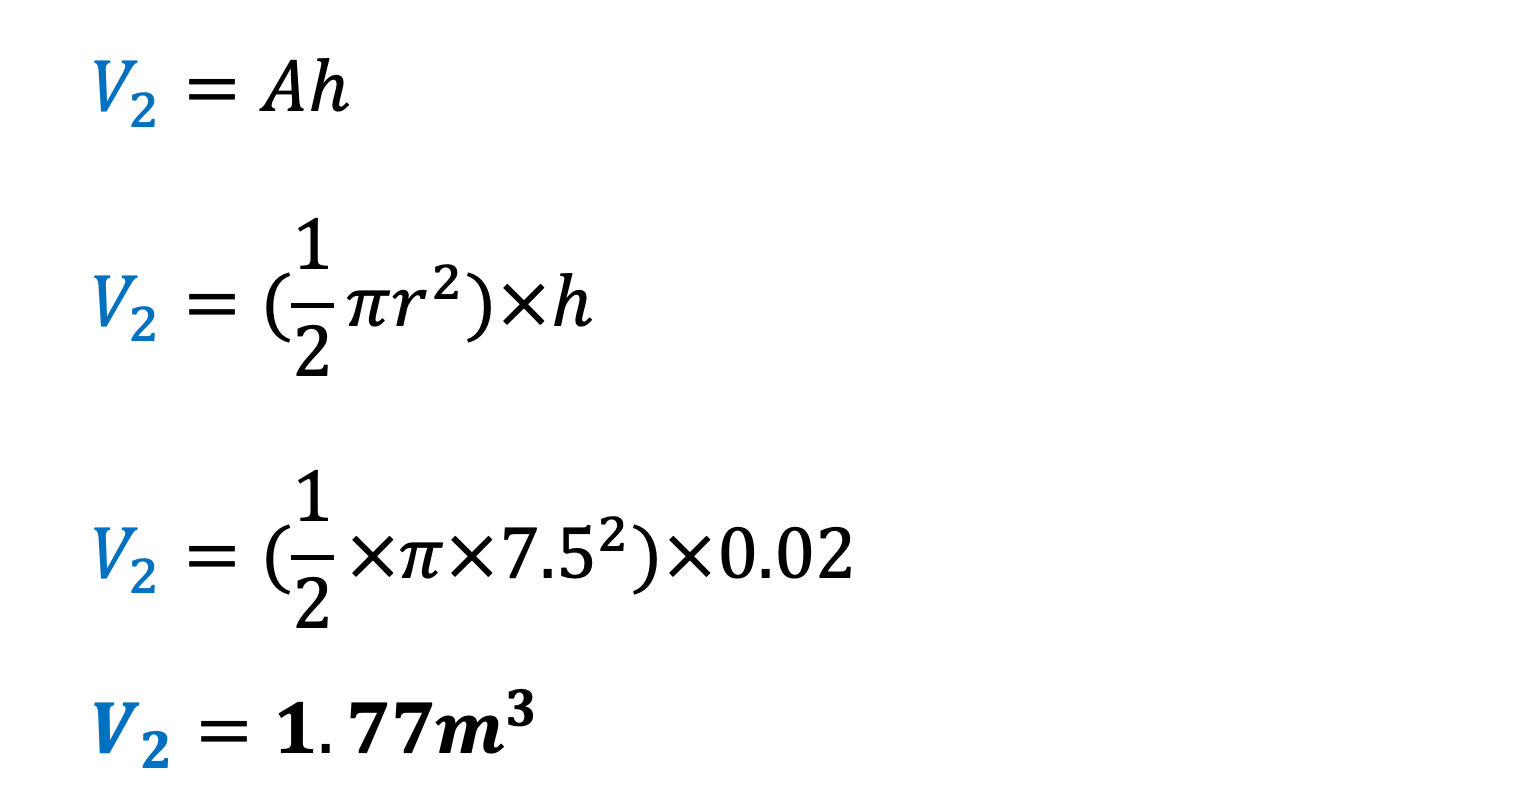 V₂ = Ah
V₂ = (1/2 πr²)×h
V₂ = (1/2 ×π×7.5²)×0.02
V₂ = 1.77m³